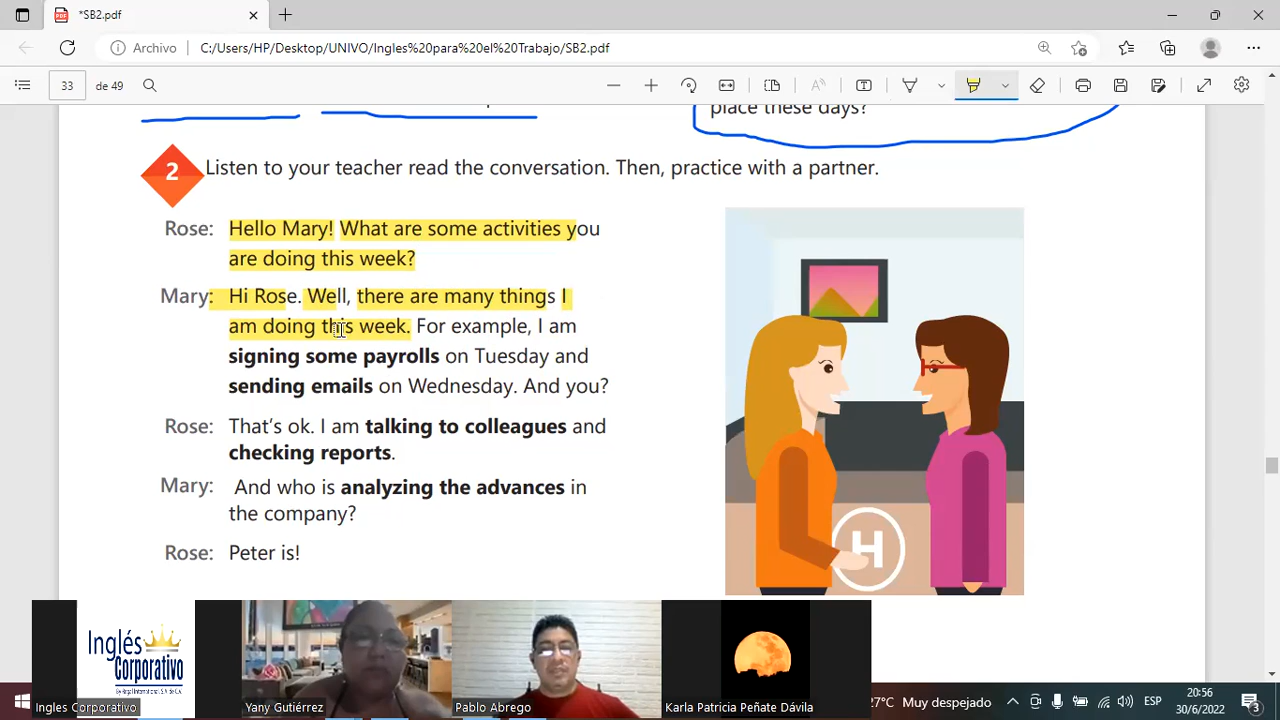 *SB2.pdf
Archivo
C:/Users/HP/Desktop/UNIVO/Ingles%20para%20el%20Trabajo/SB2.pdf
33 de 49
place these days?
2 Listen to your teacher read the conversation. Then, practice with a partner.
Rose: Hello Mary! What are some activities you
are doing this week?
Mary: Hi Rose. Well, there are many things I
am doing this week. For example, I am
signing some payrolls on Tuesday and
sending emails on Wednesday. And you?
Rose: That's ok. I am talking to colleagues and
checking reports.
Mary: And who is analyzing the advances in
the company?
Rose: Peter is!
H
Inglés
Corporativo
Ingles Corporativo
Yany Gutiérrez
Pablo Abrego
Karla Patricia Peñate Dávila
27°C Muy despejado
ESP
20:56
30/6/2022
3